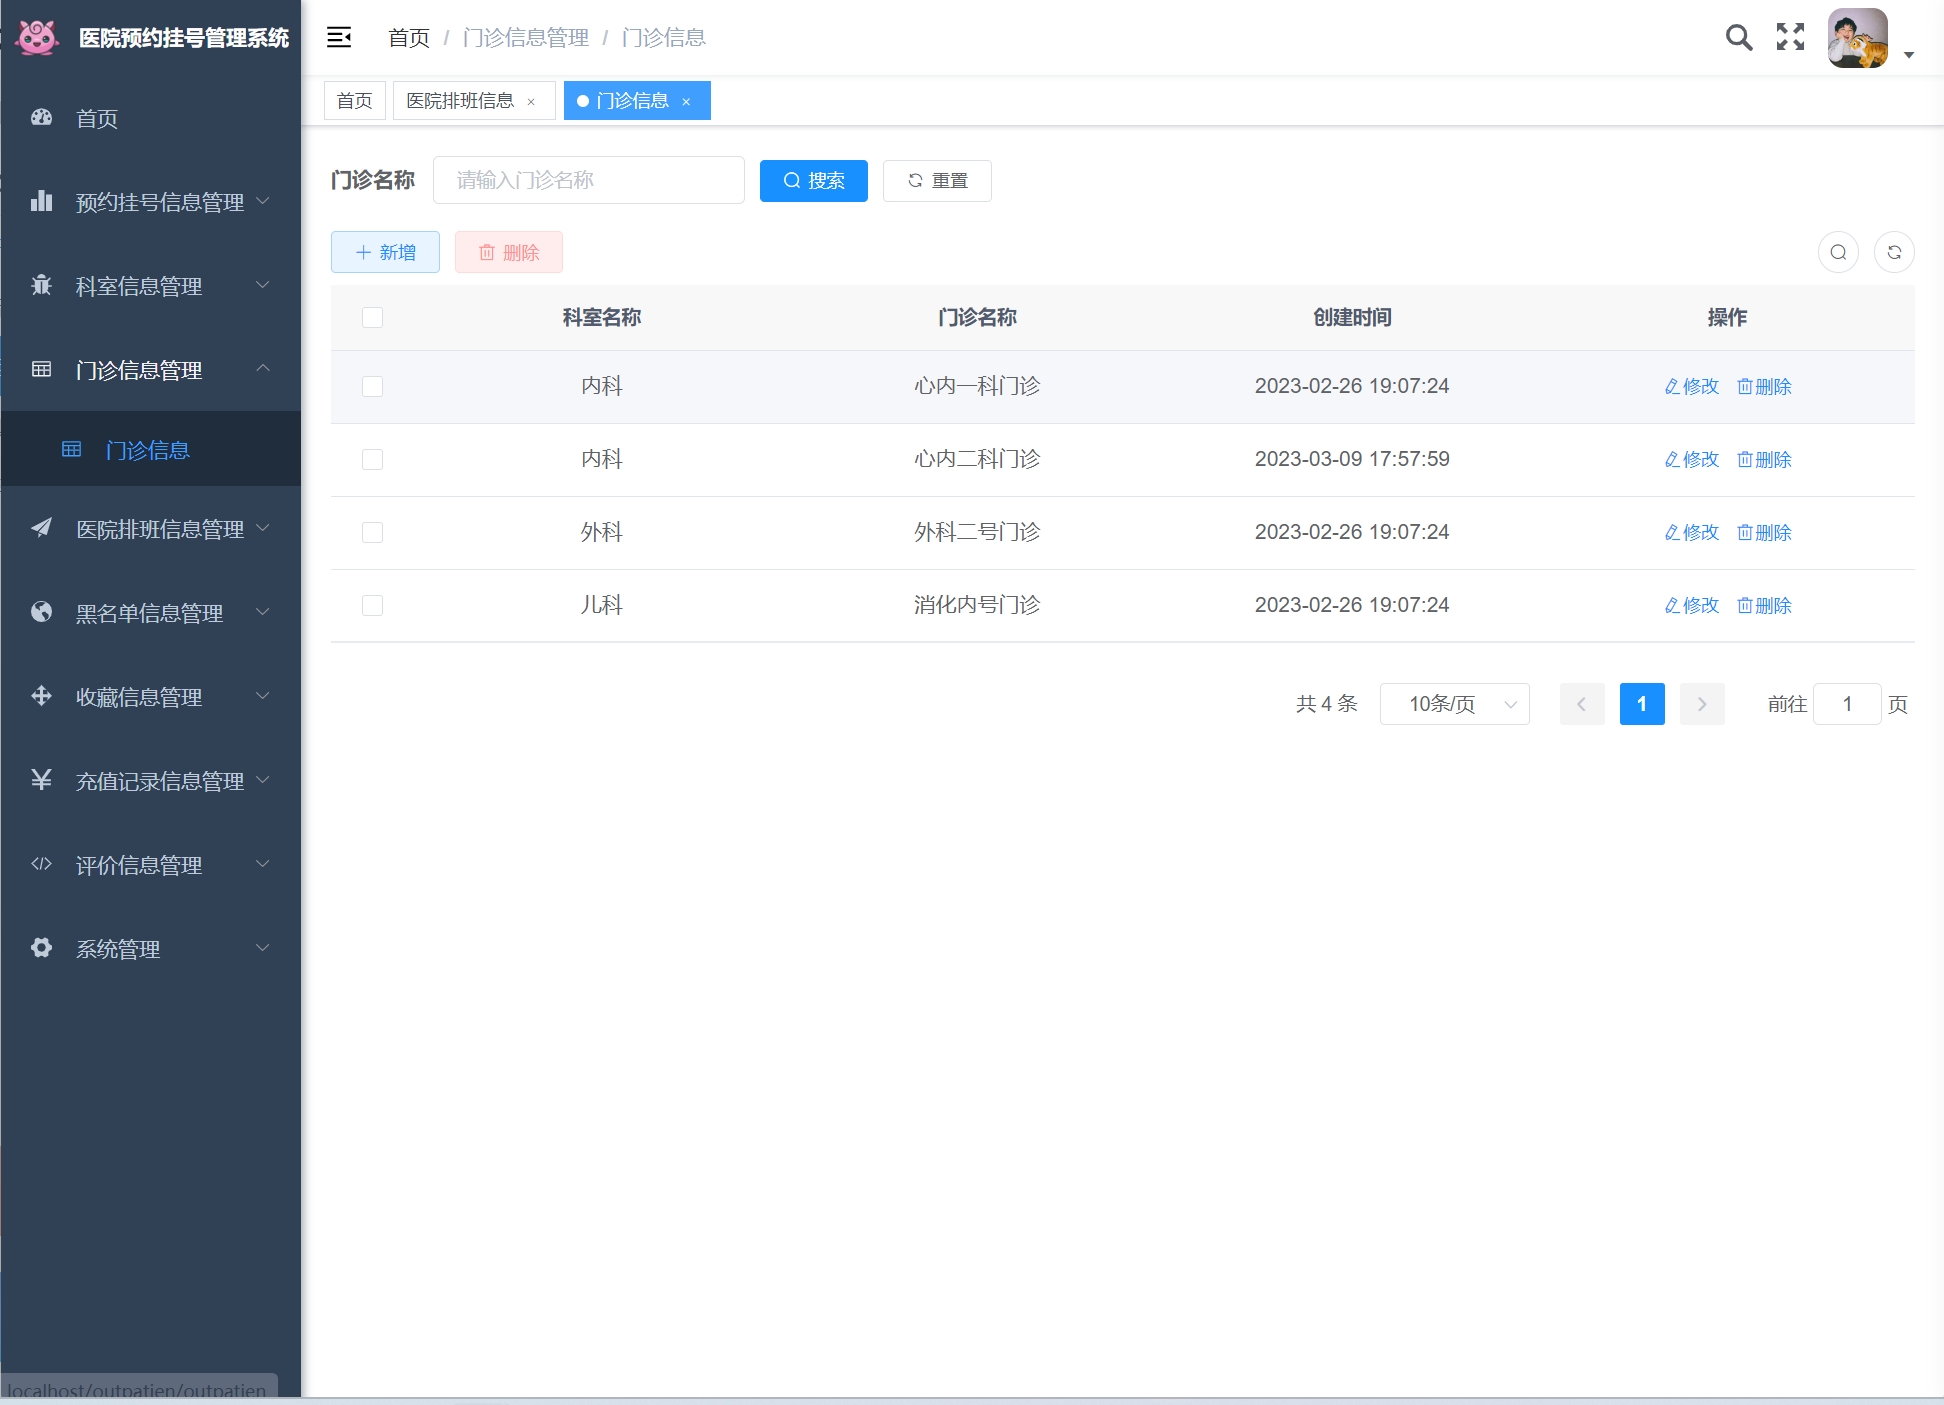 医院预约挂号管理系统
首页 / 门诊信息管理 / 门诊信息
首页
医院排班信息 ×
门诊信息 ×
首页
预约挂号信息管理
科室信息管理
门诊信息管理
门诊信息
医院排班信息管理
黑名单信息管理
收藏信息管理
充值记录信息管理
评价信息管理
系统管理
门诊名称 请输入门诊名称 搜索 重置
新增 删除
科室名称 门诊名称 创建时间 操作
内科 心内一科门诊 2023-02-26 19:07:24 修改 删除
内科 心内二科门诊 2023-03-09 17:57:59 修改 删除
外科 外科二号门诊 2023-02-26 19:07:24 修改 删除
儿科 消化内号门诊 2023-02-26 19:07:24 修改 删除
共 4 条 10条/页 1 前往 1 页
localhost/outpatien/outpatien